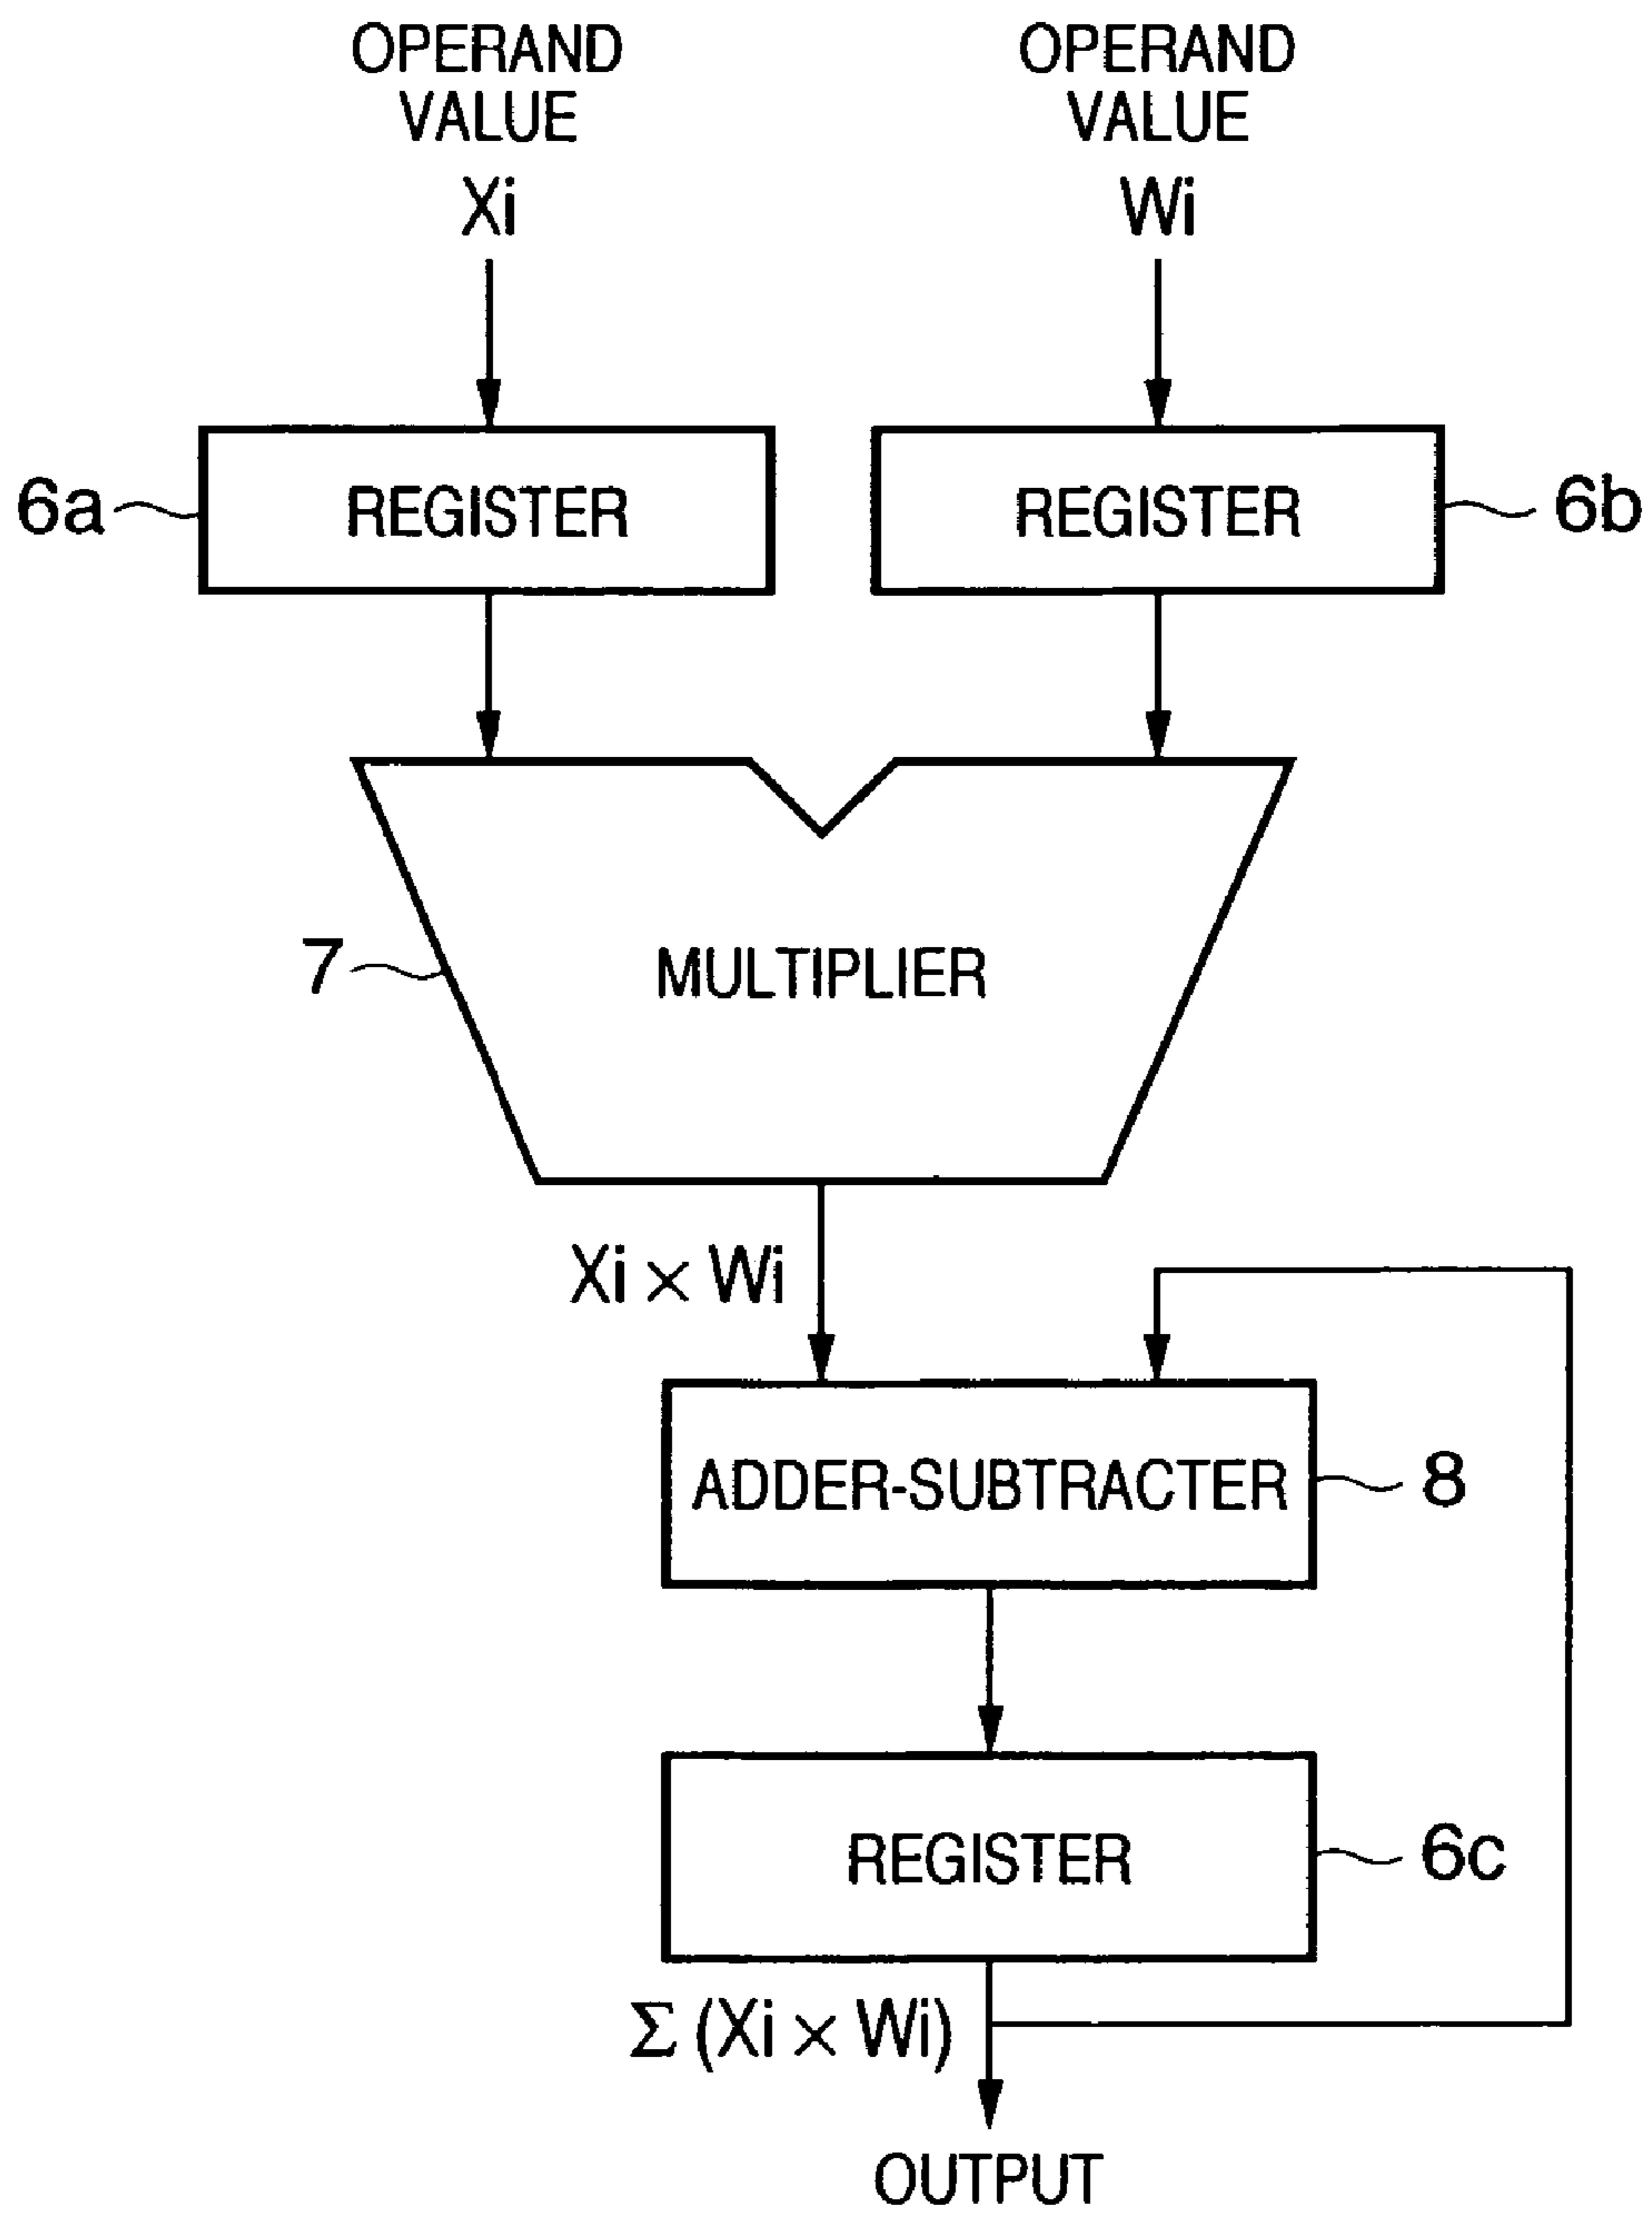 OPERAND
VALUE
Xi
OPERAND
VALUE
Wi
6a
REGISTER
REGISTER
6b
7
MULTIPLIER
Xi × Wi
ADDER-SUBTRACTER
8
REGISTER
6c
Σ (Xi × Wi)
OUTPUT